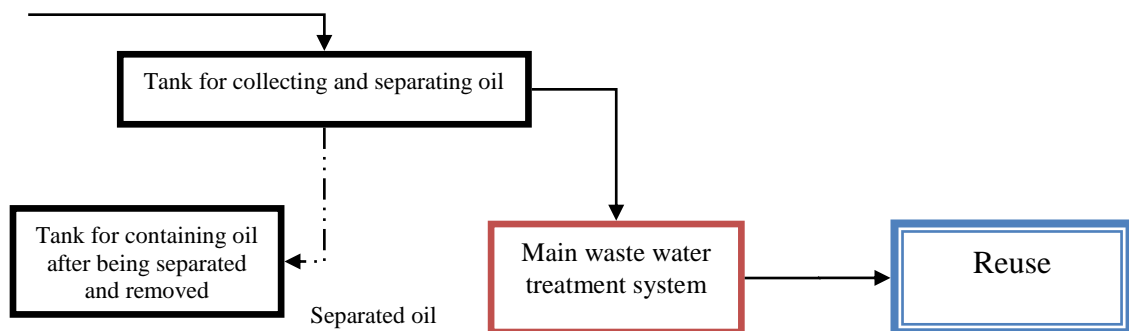 Tank for collecting and separating oil
Tank for containing oil
after being separated
and removed
Separated oil
Main waste water
treatment system
Reuse